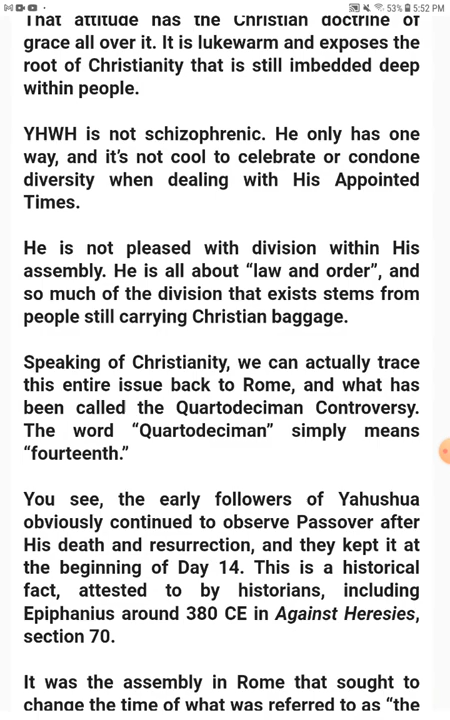 53% 5:52 PM
That attitude has the Christian doctrine of
grace all over it. It is lukewarm and exposes the
root of Christianity that is still imbedded deep
within people.
YHWH is not schizophrenic. He only has one
way, and it’s not cool to celebrate or condone
diversity when dealing with His Appointed
Times.
He is not pleased with division within His
assembly. He is all about “law and order”, and
so much of the division that exists stems from
people still carrying Christian baggage.
Speaking of Christianity, we can actually trace
this entire issue back to Rome, and what has
been called the Quartodeciman Controversy.
The word “Quartodeciman” simply means
“fourteenth.”
You see, the early followers of Yahushua
obviously continued to observe Passover after
His death and resurrection, and they kept it at
the beginning of Day 14. This is a historical
fact, attested to by historians, including
Epiphanius around 380 CE in Against Heresies,
section 70.
It was the assembly in Rome that sought to
change the time of what was referred to as “the